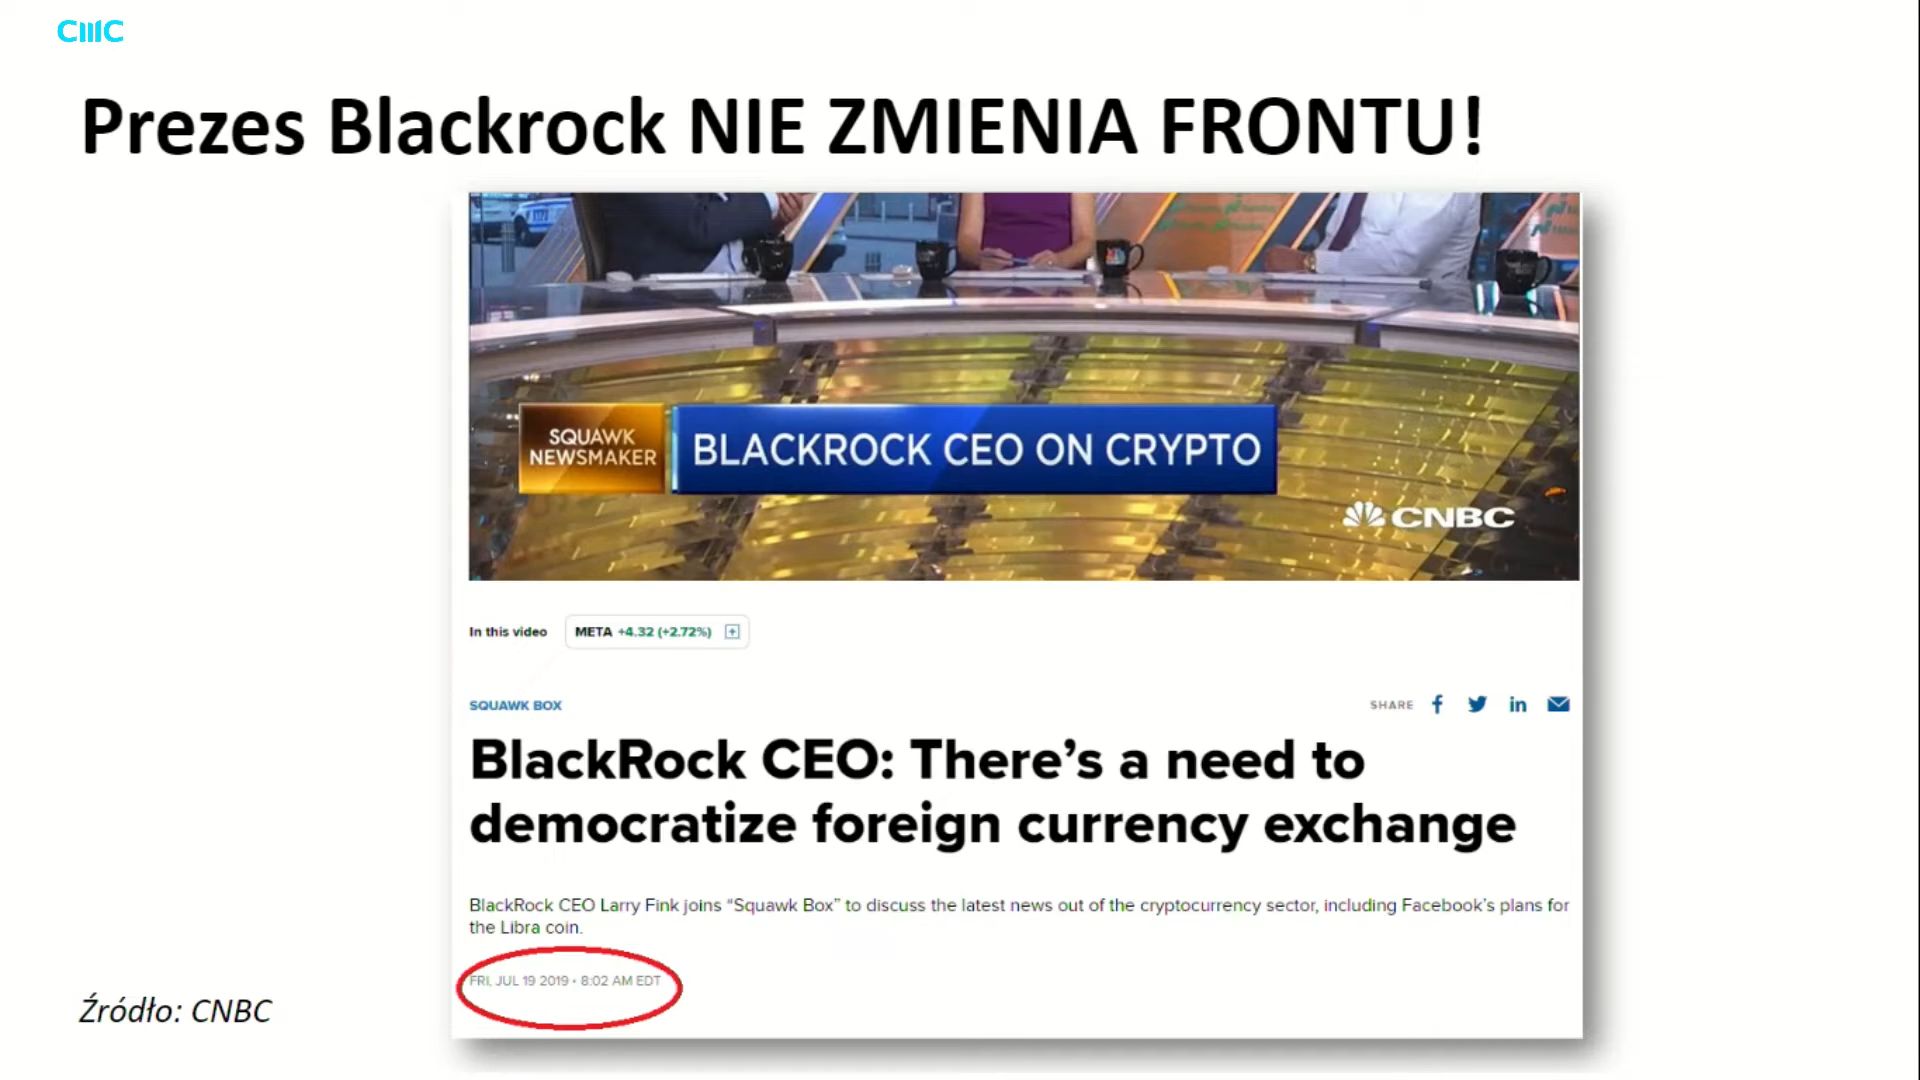 CMC
Prezes Blackrock NIE ZMIENIA FRONTU!
SQUAWK
NEWSMAKER
BLACKROCK CEO ON CRYPTO
CNBC
In this video
META +4.32 (+2.72%)
SQUAWK BOX
SHARE
BlackRock CEO: There’s a need to
democratize foreign currency exchange
BlackRock CEO Larry Fink joins “Squawk Box” to discuss the latest news out of the cryptocurrency sector, including Facebook’s plans for
the Libra coin.
FRI, JUL 19 2019 • 8:02 AM EDT
Źródło: CNBC